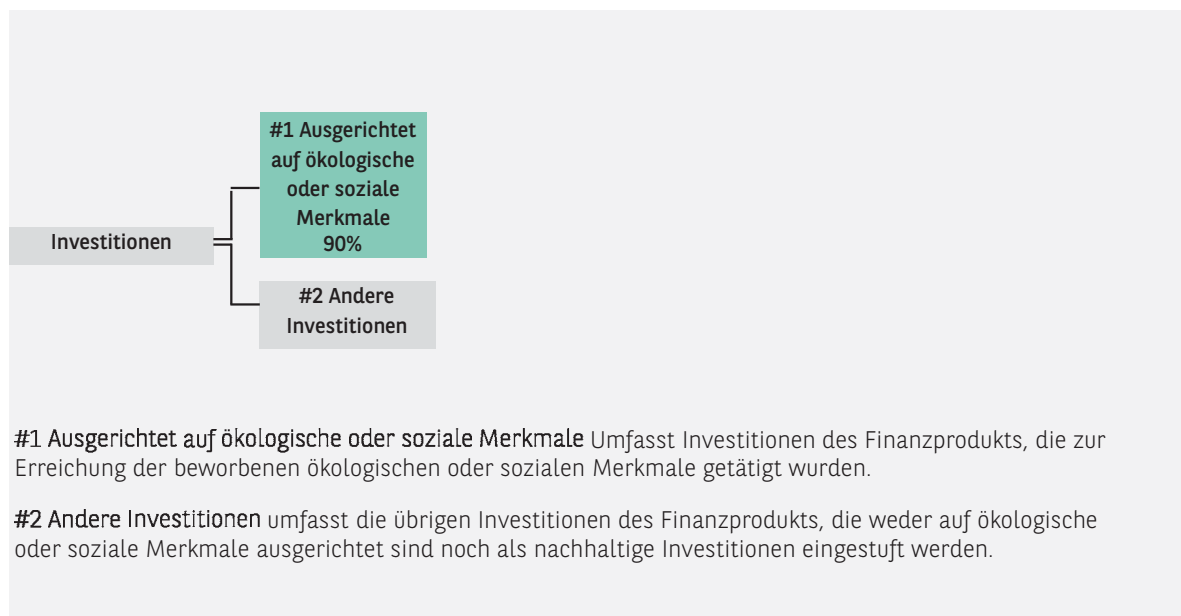 #1 Ausgerichtet
auf ökologische
oder soziale
Merkmale
90%
Investitionen
#2 Andere
Investitionen
#1 Ausgerichtet auf ökologische oder soziale Merkmale Umfasst Investitionen des Finanzprodukts, die zur
Erreichung der beworbenen ökologischen oder sozialen Merkmale getätigt wurden.
#2 Andere Investitionen umfasst die übrigen Investitionen des Finanzprodukts, die weder auf ökologische
oder soziale Merkmale ausgerichtet sind noch als nachhaltige Investitionen eingestuft werden.